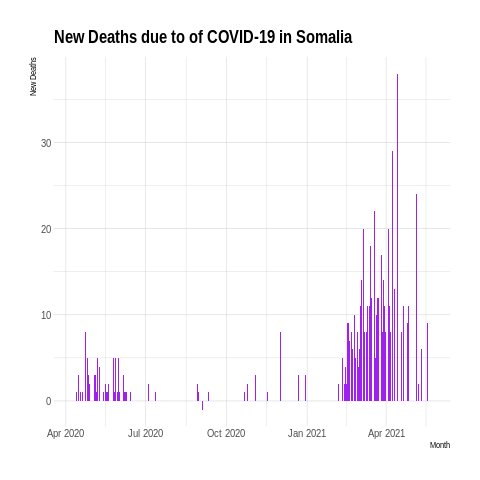 New Deaths due to of COVID-19 in Somalia
New Deaths
30
20
10
0
Apr 2020 Jul 2020 Oct 2020 Jan 2021 Apr 2021
Month